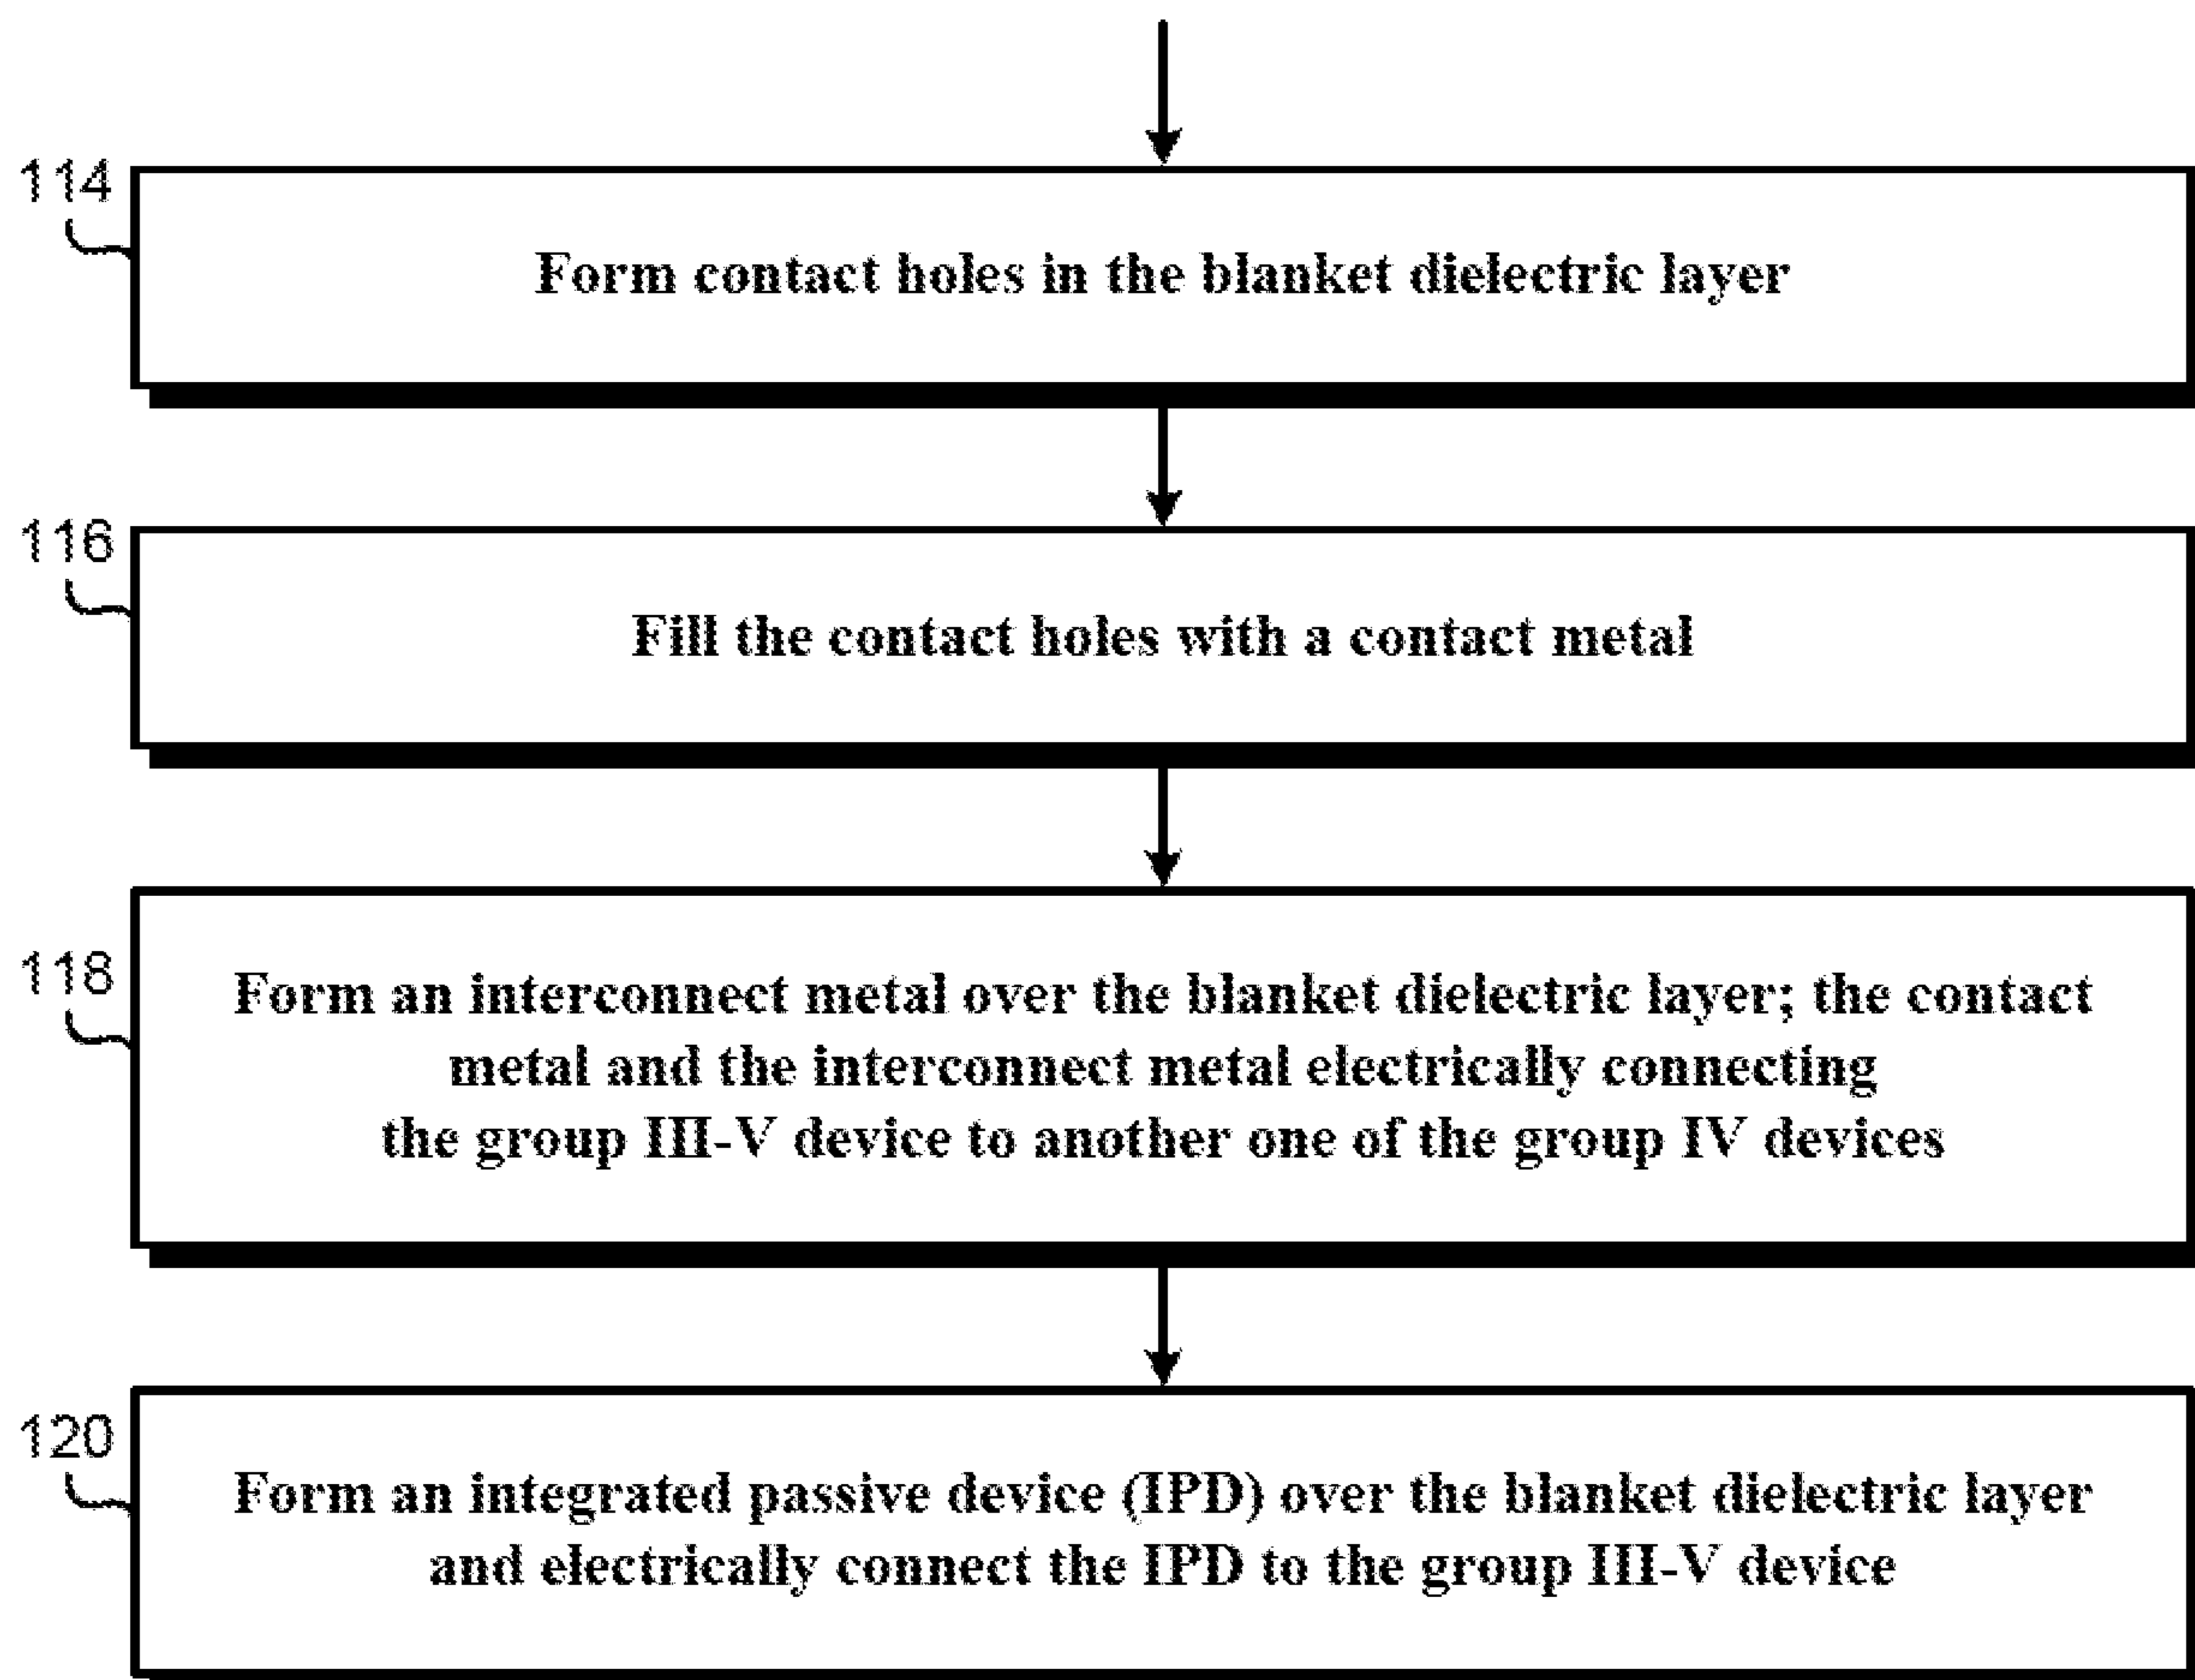 114
Form contact holes in the blanket dielectric layer
116
Fill the contact holes with a contact metal
118
Form an interconnect metal over the blanket dielectric layer; the contact
metal and the interconnect metal electrically connecting
the group III-V device to another one of the group IV devices
120
Form an integrated passive device (IPD) over the blanket dielectric layer
and electrically connect the IPD to the group III-V device